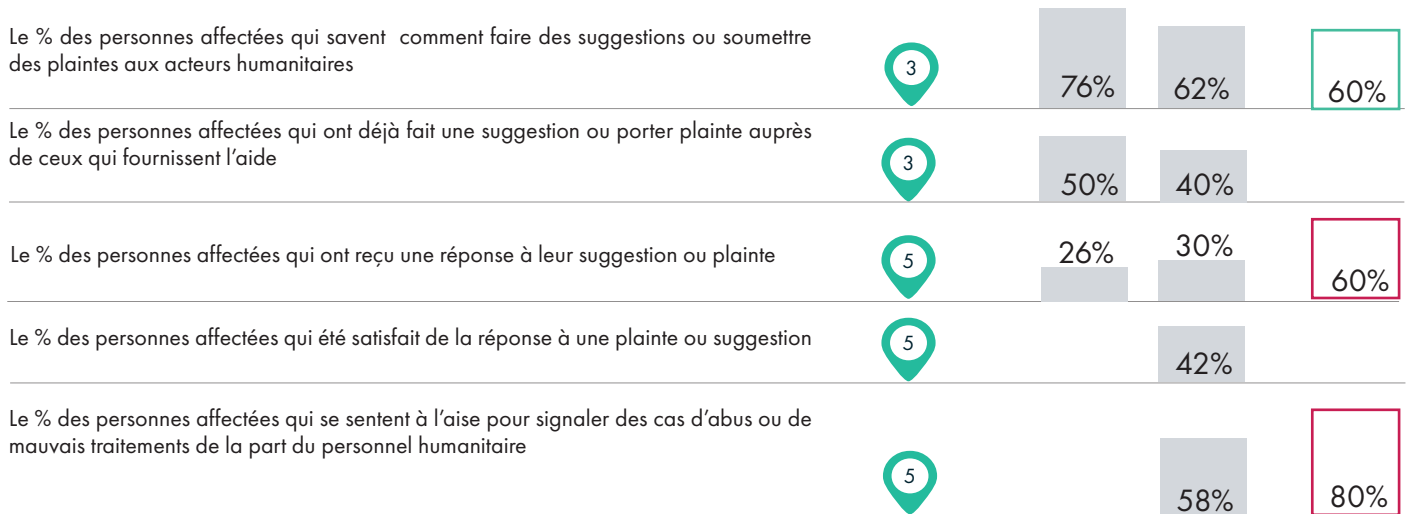 Le % des personnes affectées qui savent comment faire des suggestions ou soumettre
des plaintes aux acteurs humanitaires
3
76%
62%
60%
Le % des personnes affectées qui ont déjà fait une suggestion ou porter plainte auprès
de ceux qui fournissent l'aide
3
50%
40%
Le % des personnes affectées qui ont reçu une réponse à leur suggestion ou plainte
5
26%
30%
60%
Le % des personnes affectées qui été satisfait de la réponse à une plainte ou suggestion
5
42%
Le % des personnes affectées qui se sentent à l'aise pour signaler des cas d'abus ou de
mauvais traitements de la part du personnel humanitaire
5
58%
80%